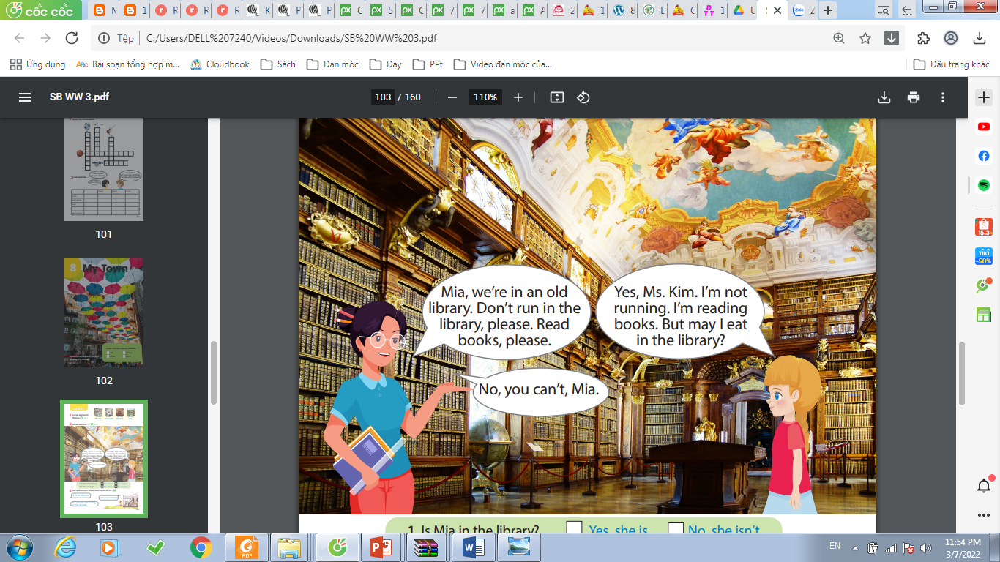 cốc cốc
Tệp
C:/Users/DELL%207240/Videos/Downloads/SB%20WW%203.pdf
Ứng dụng
Bài soạn tổng hợp m...
Cloudbook
Sách
Đan móc
Dạy
PPt
Video đan móc của...
Dấu trang khác
SB WW 3.pdf
103 / 160
110%
101
8 My Town
102
103
Mia, we're in an old
library. Don't run in the
library, please. Read
books, please.
Yes, Ms. Kim. I'm not
running. I'm reading
books. But may I eat
in the library?
No, you can't, Mia.
1. Is Mia in the library?
Yes, she is
No, she isn't
15.3
TIKI
-50%
PDF
EN
11:54 PM
3/7/2022